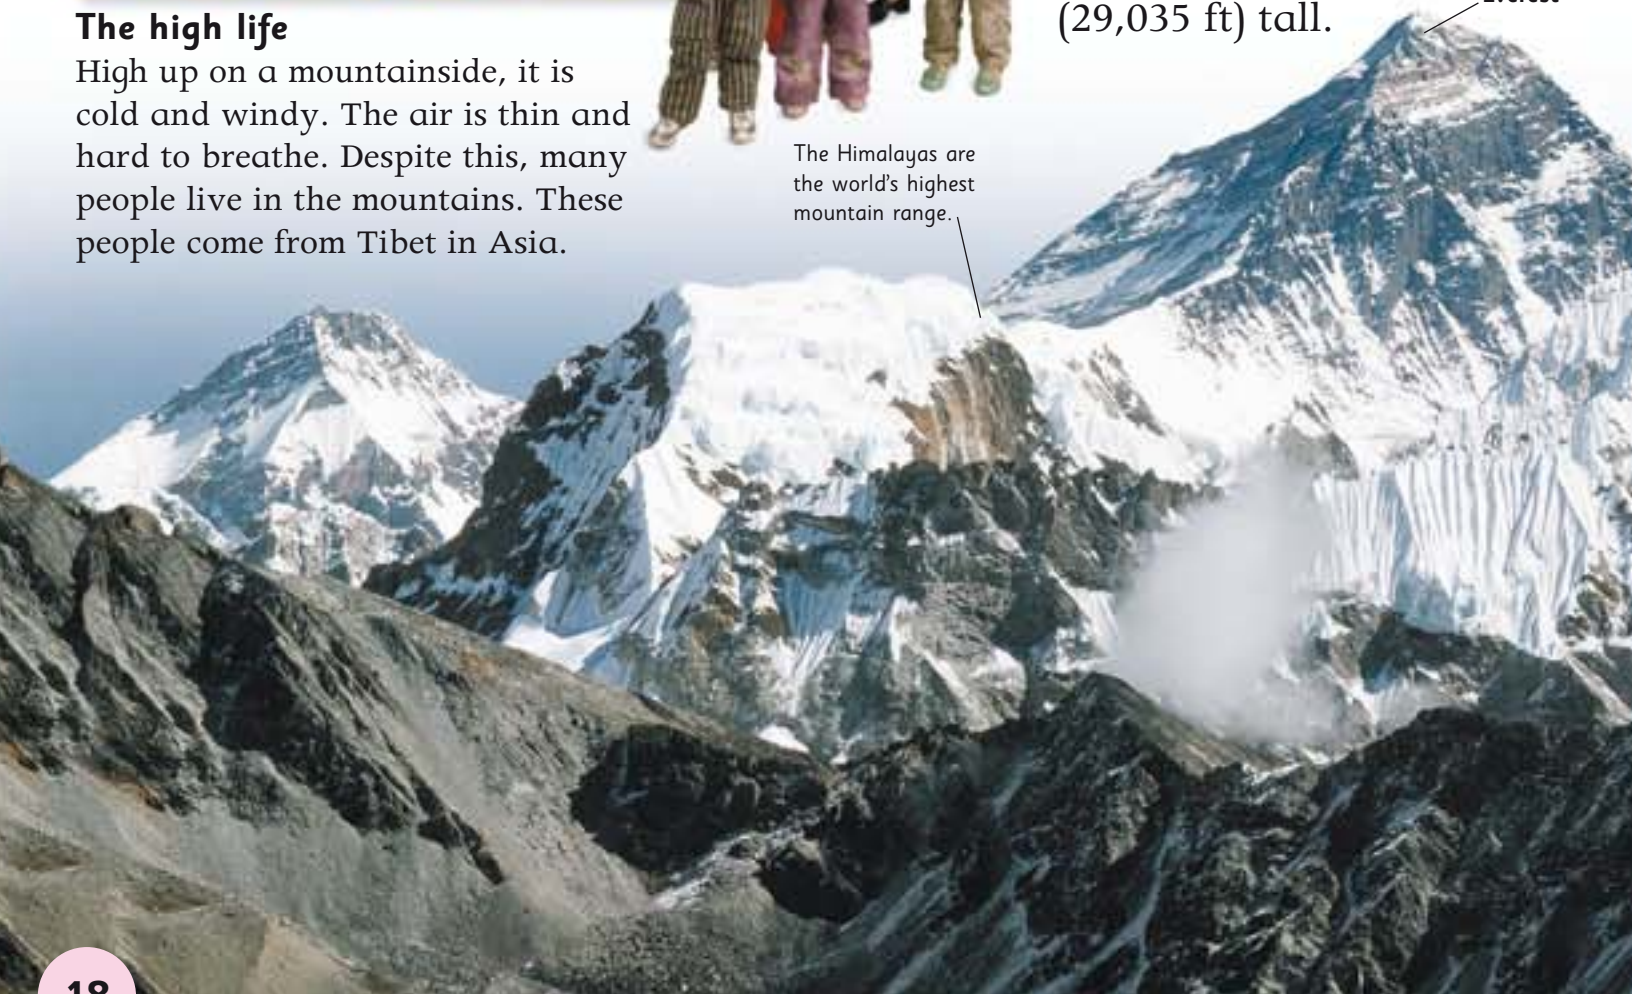 The high life
High up on a mountainside, it is
cold and windy. The air is thin and
hard to breathe. Despite this, many
people live in the mountains. These
people come from Tibet in Asia.
(29,035 ft) tall.
Everest
The Himalayas are
the world's highest
mountain range.
18